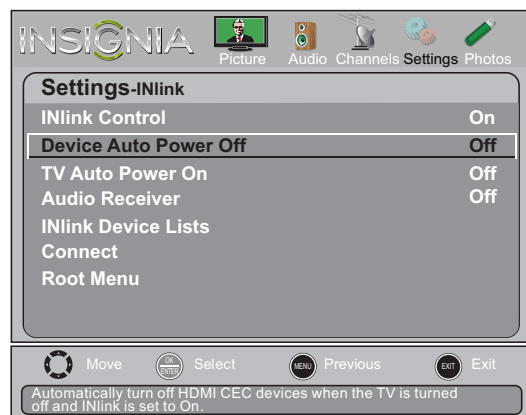 INSIGNIA
Picture Audio Channels Settings Photos
Settings-INlink
INlink Control On
Device Auto Power Off Off
TV Auto Power On Off
Audio Receiver Off
INlink Device Lists
Connect
Root Menu
Move OK ENTER Select MENU Previous EXIT Exit
Automatically turn off HDMI CEC devices when the TV is turned
off and INlink is set to On.